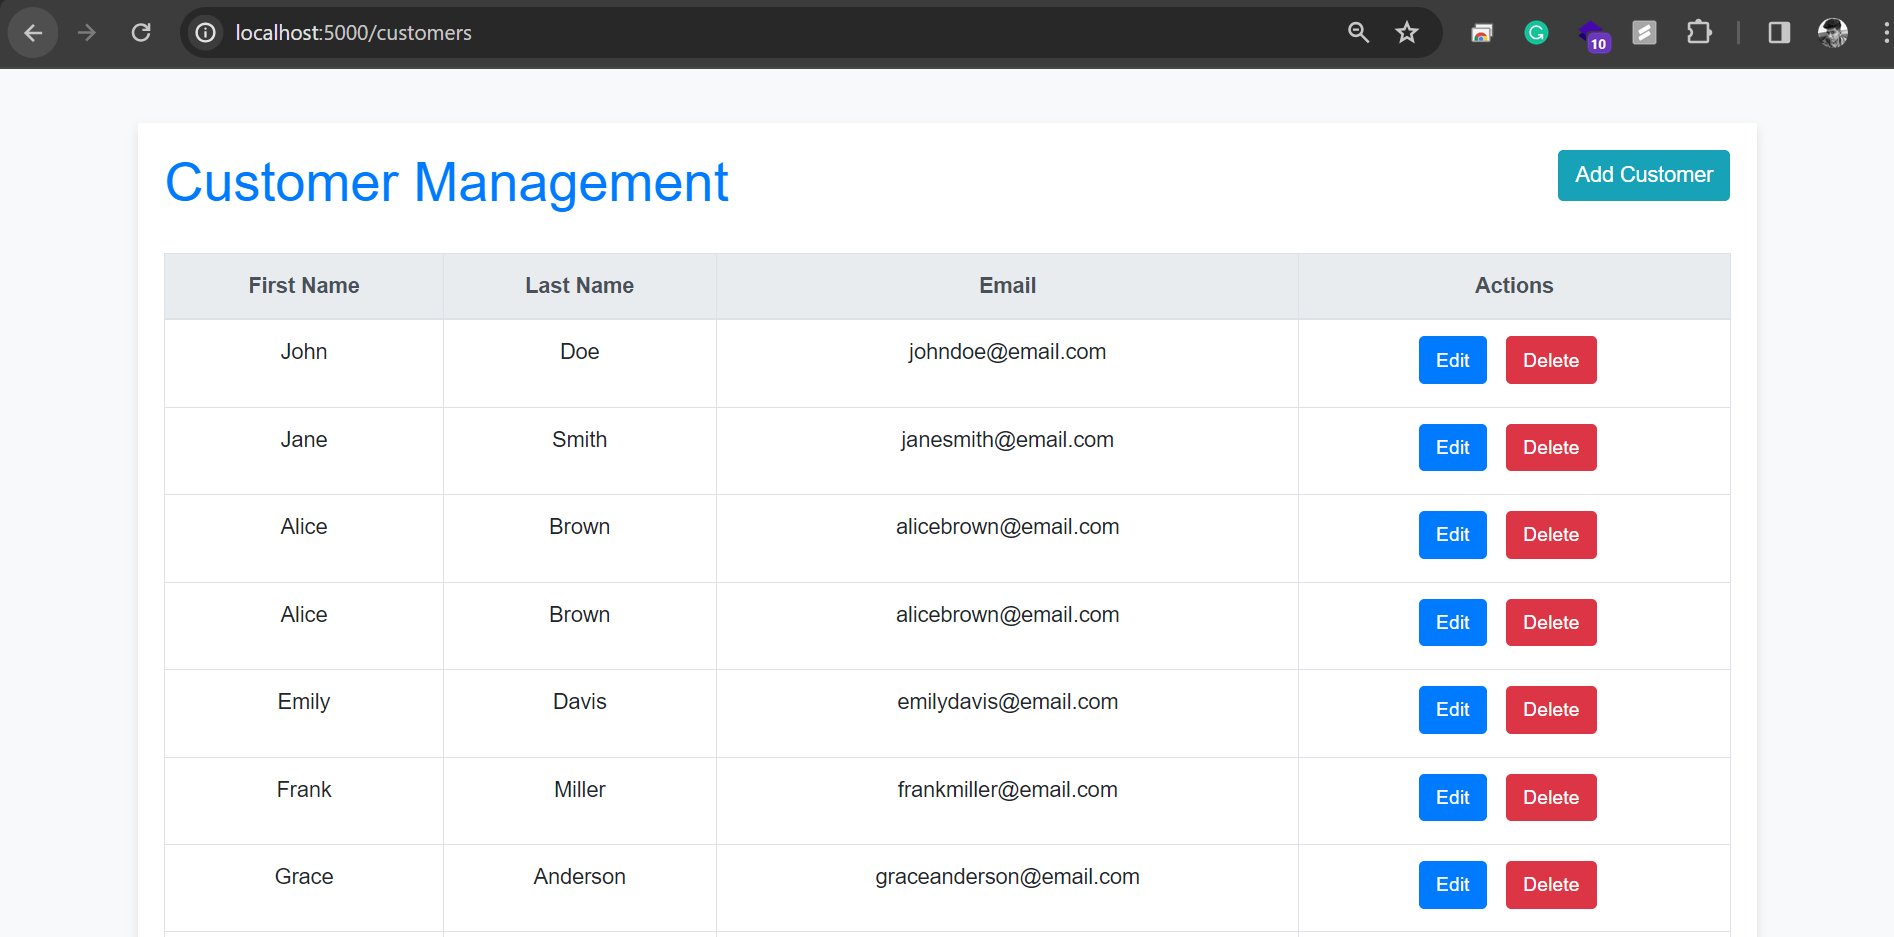 localhost:5000/customers
10
Customer Management
Add Customer
First Name Last Name Email Actions
John Doe johndoe@email.com Edit Delete
Jane Smith janesmith@email.com Edit Delete
Alice Brown alicebrown@email.com Edit Delete
Alice Brown alicebrown@email.com Edit Delete
Emily Davis emilydavis@email.com Edit Delete
Frank Miller frankmiller@email.com Edit Delete
Grace Anderson graceanderson@email.com Edit Delete